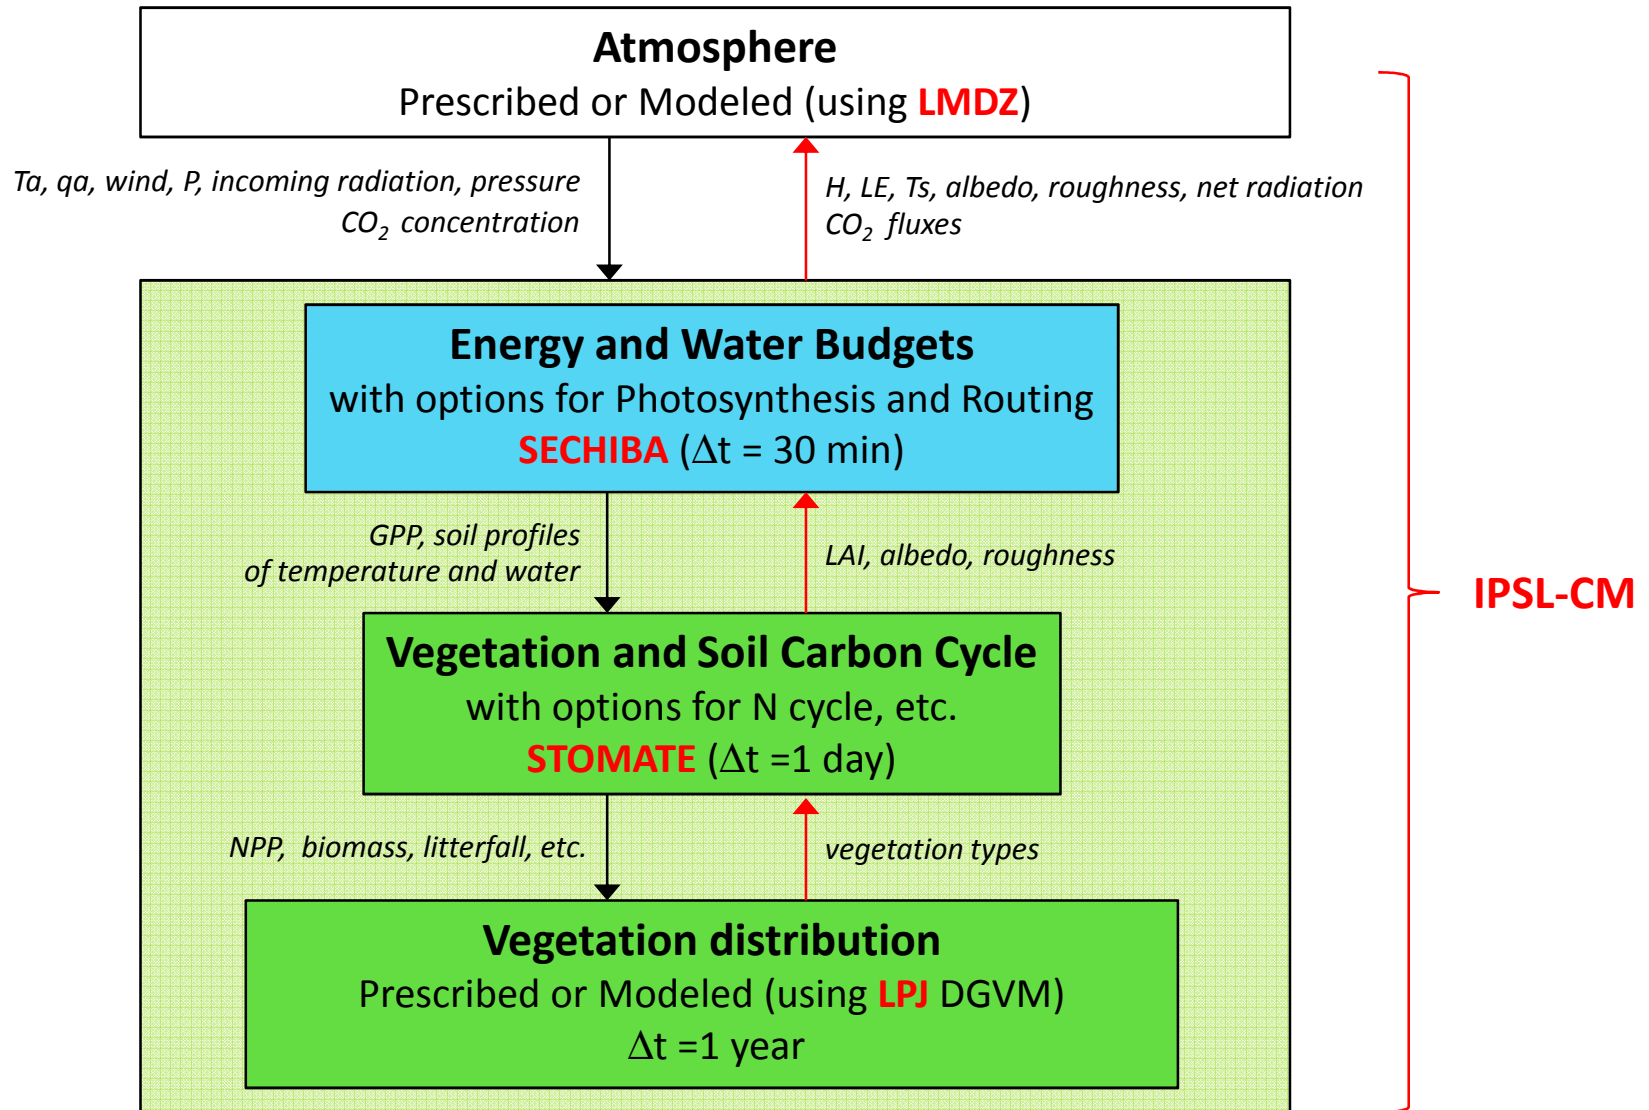 Atmosphere
Prescribed or Modeled (using LMDZ)
Ta, qa, wind, P, incoming radiation, pressure
CO₂ concentration
H, LE, Ts, albedo, roughness, net radiation
CO₂ fluxes
Energy and Water Budgets
with options for Photosynthesis and Routing
SECHIBA (Δt = 30 min)
GPP, soil profiles
of temperature and water
LAI, albedo, roughness
IPSL-CM
Vegetation and Soil Carbon Cycle
with options for N cycle, etc.
STOMATE (Δt =1 day)
NPP, biomass, litterfall, etc.
vegetation types
Vegetation distribution
Prescribed or Modeled (using LPJ DGVM)
Δt =1 year